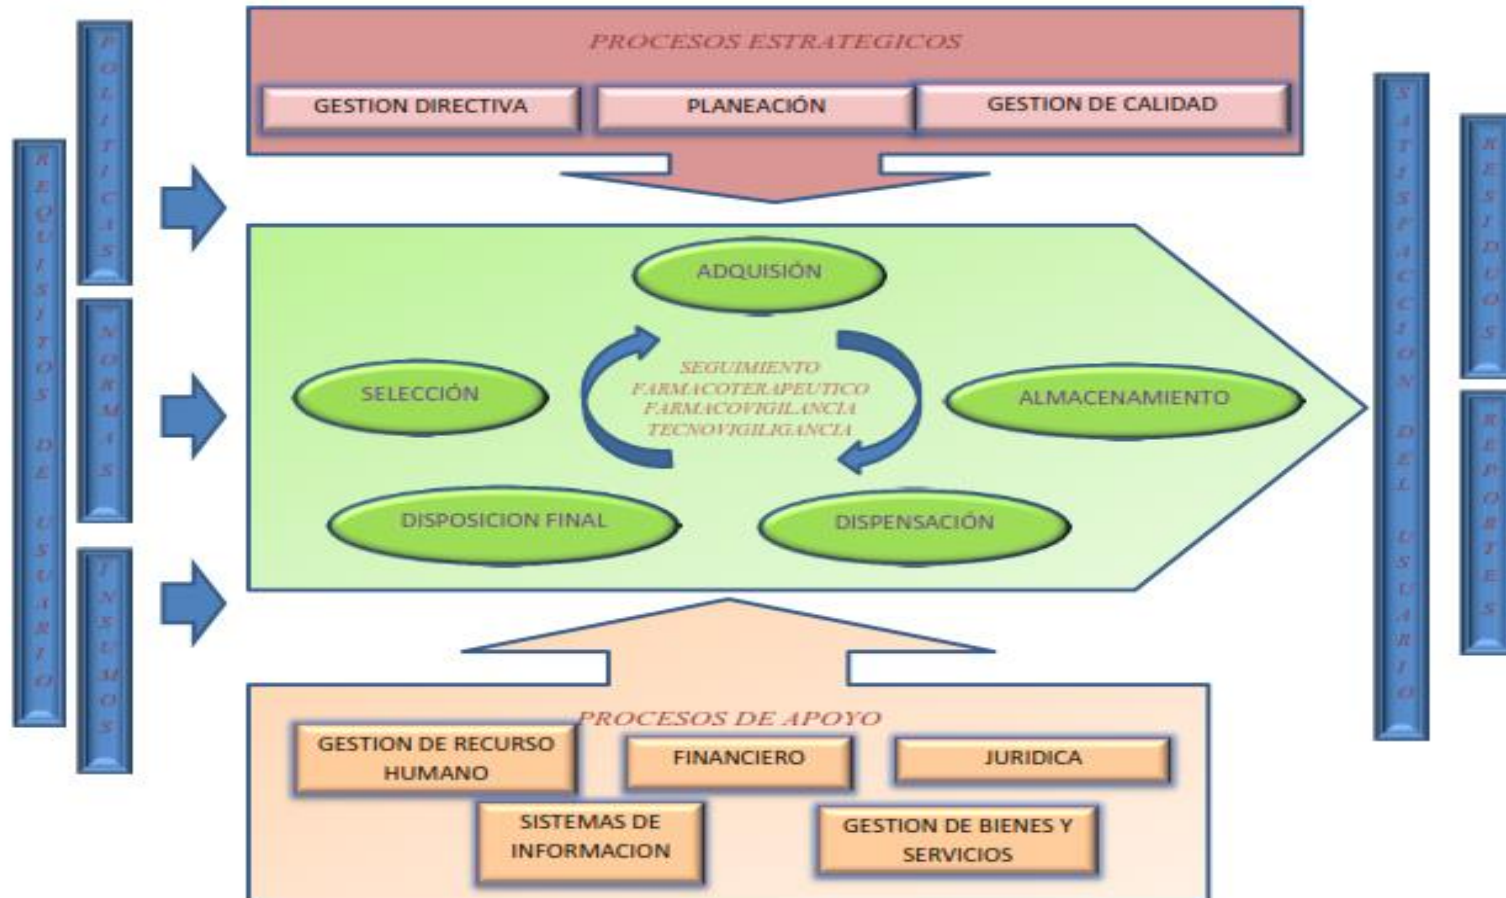 PROCESOS ESTRATEGICOS
GESTION DIRECTIVA
PLANEACIÓN
GESTION DE CALIDAD
REQUISITOS DE USUARIO
POLITICAS
NORMAS
INSUMOS
ADQUISIÓN
SELECCIÓN
SEGUIMIENTO
FARMACOTERAPEUTICO
FARMACOVIGILANCIA
TECNOVIGILIGANCIA
ALMACENAMIENTO
DISPOSICION FINAL
DISPENSACIÓN
SATISFACCION DEL USUARIO
RESIDUOS
REPORTES
PROCESOS DE APOYO
GESTION DE RECURSO
HUMANO
FINANCIERO
JURIDICA
SISTEMAS DE
INFORMACION
GESTION DE BIENES Y
SERVICIOS